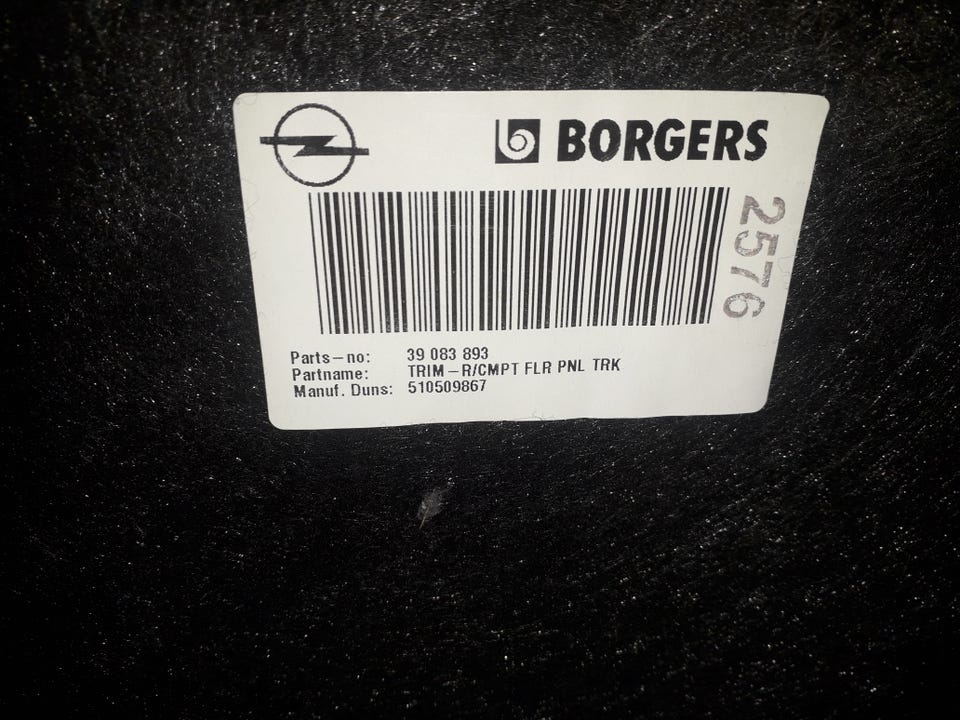 BORGERS
2576
Parts-no: 39 083 893
Partname: TRIM-R/CMPT FLR PNL TRK
Manuf. Duns: 510509867